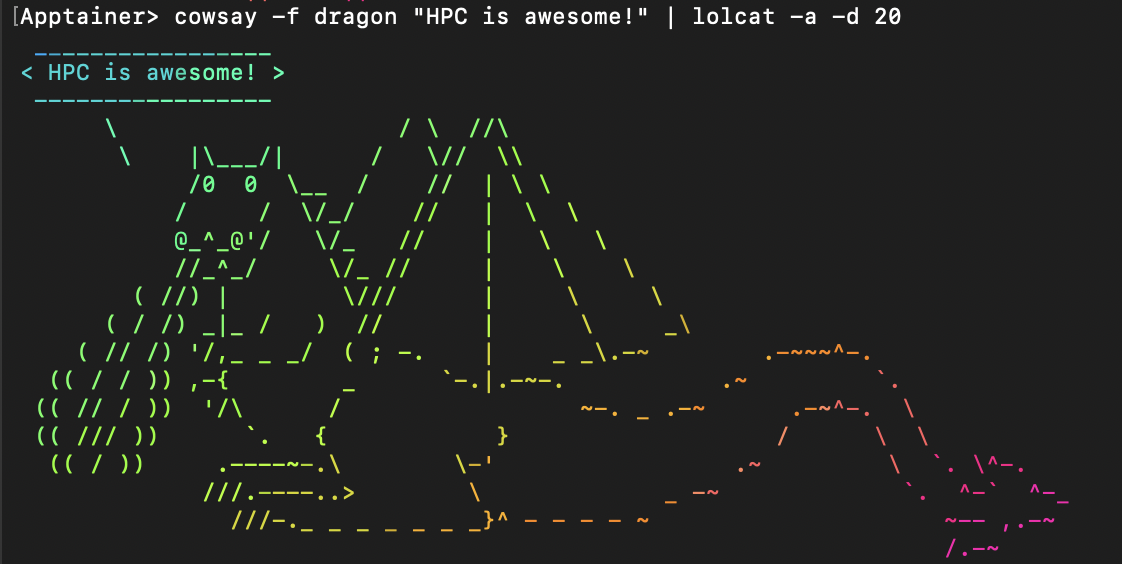 [Apptainer> cowsay -f dragon "HPC is awesome!" | lolcat -a -d 20
< HPC is awesome! >